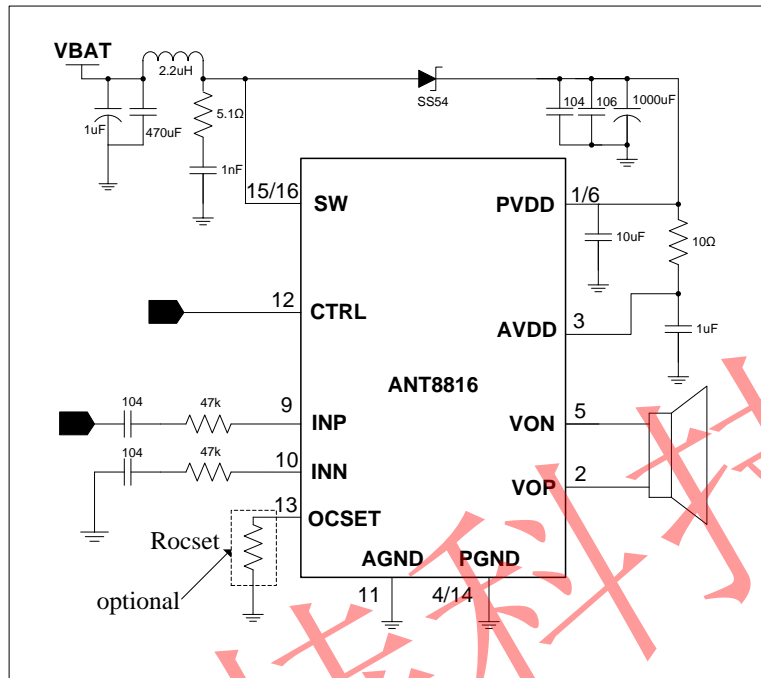 VBAT
2.2uH
SS54
1uF
470uF
5.1Ω
1nF
104
106
1000uF
15/16
SW
PVDD
1/6
10uF
10Ω
12
CTRL
AVDD
3
1uF
ANT8816
104
47k
9
INP
VON
5
104
47k
10
INN
VOP
2
13
OCSET
Rocset
optional
AGND
PGND
11
4/14
科技